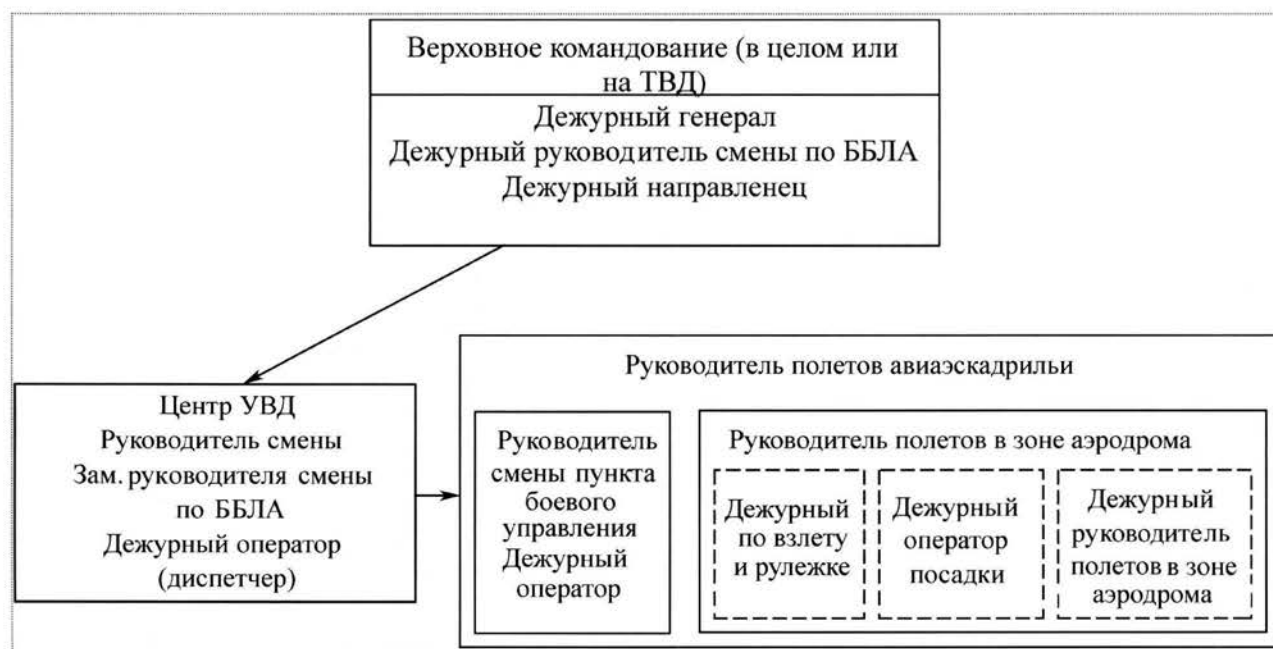 Верховное командование (в целом или
на ТВД)
Дежурный генерал
Дежурный руководитель смены по ББЛА
Дежурный направленец
Центр УВД
Руководитель смены
Зам. руководителя смены
по ББЛА
Дежурный оператор
(диспетчер)
Руководитель полетов авиаэскадрильи
Руководитель
смены пункта
боевого
управления
Дежурный
оператор
Руководитель полетов в зоне аэродрома
Дежурный
по взлету
и рулежке
Дежурный
оператор
посадки
Дежурный
руководитель
полетов в зоне
аэродрома